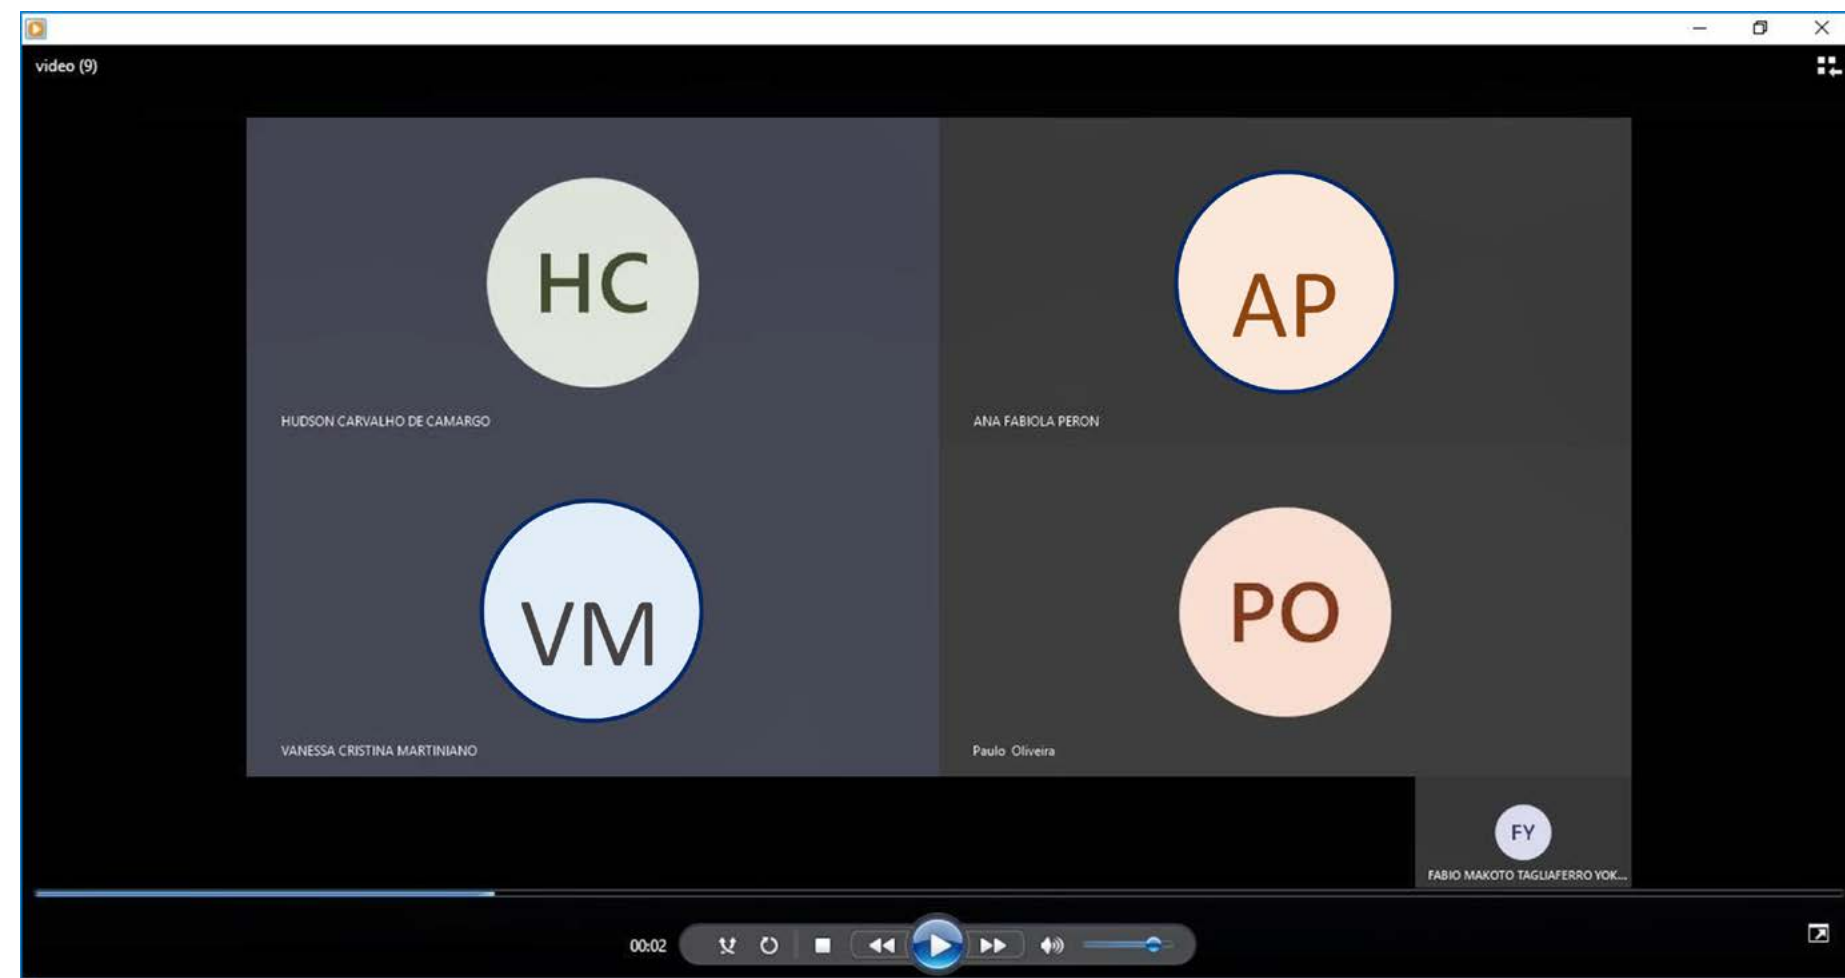 video (9)
HC
AP
HUDSON CARVALHO DE CAMARGO
ANA FABIOLA PERON
VM
PO
VANESSA CRISTINA MARTINIANO
Paulo Oliveira
FY
FABIO MAKOTO TAGLIAFERRO YOK...
00:02